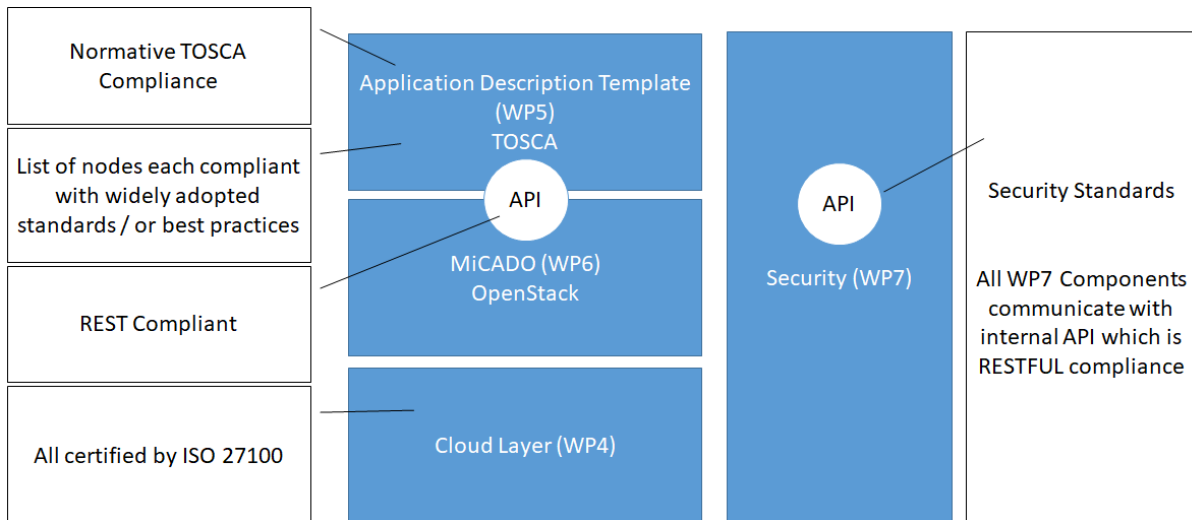 Normative TOSCA
Compliance
List of nodes each compliant
with widely adopted
standards / or best practices
REST Compliant
All certified by ISO 27100
Application Description Template
(WP5)
TOSCA
API
MiCADO (WP6)
OpenStack
Cloud Layer (WP4)
API
Security (WP7)
Security Standards
All WP7 Components
communicate with
internal API which is
RESTFUL compliance